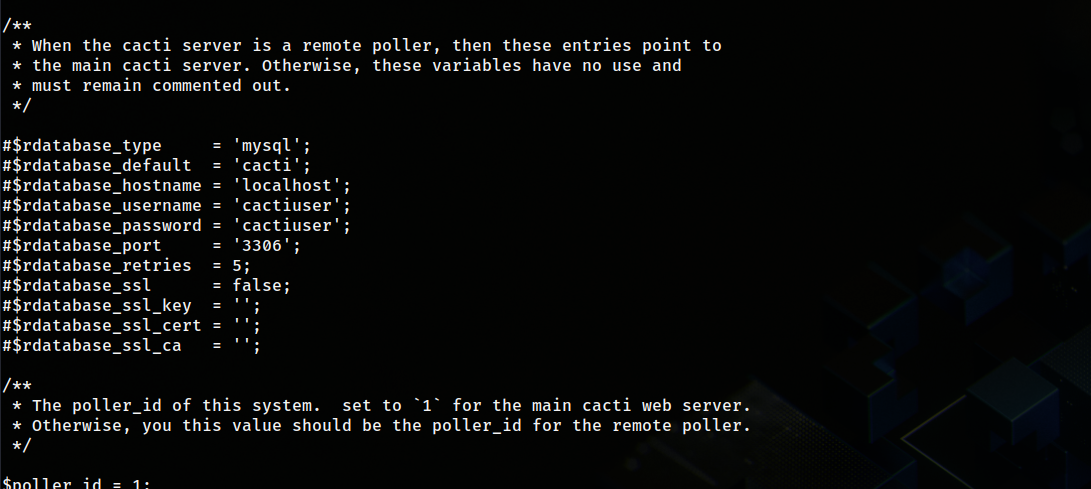 /**
 * When the cacti server is a remote poller, then these entries point to
 * the main cacti server. Otherwise, these variables have no use and
 * must remain commented out.
 */
#$rdatabase_type     = 'mysql';
#$rdatabase_default  = 'cacti';
#$rdatabase_hostname = 'localhost';
#$rdatabase_username = 'cactiuser';
#$rdatabase_password = 'cactiuser';
#$rdatabase_port     = '3306';
#$rdatabase_retries  = 5;
#$rdatabase_ssl      = false;
#$rdatabase_ssl_key  = '';
#$rdatabase_ssl_cert = '';
#$rdatabase_ssl_ca   = '';
/**
 * The poller_id of this system.  set to `1` for the main cacti web server.
 * Otherwise, you this value should be the poller_id for the remote poller.
 */
$poller_id = 1;